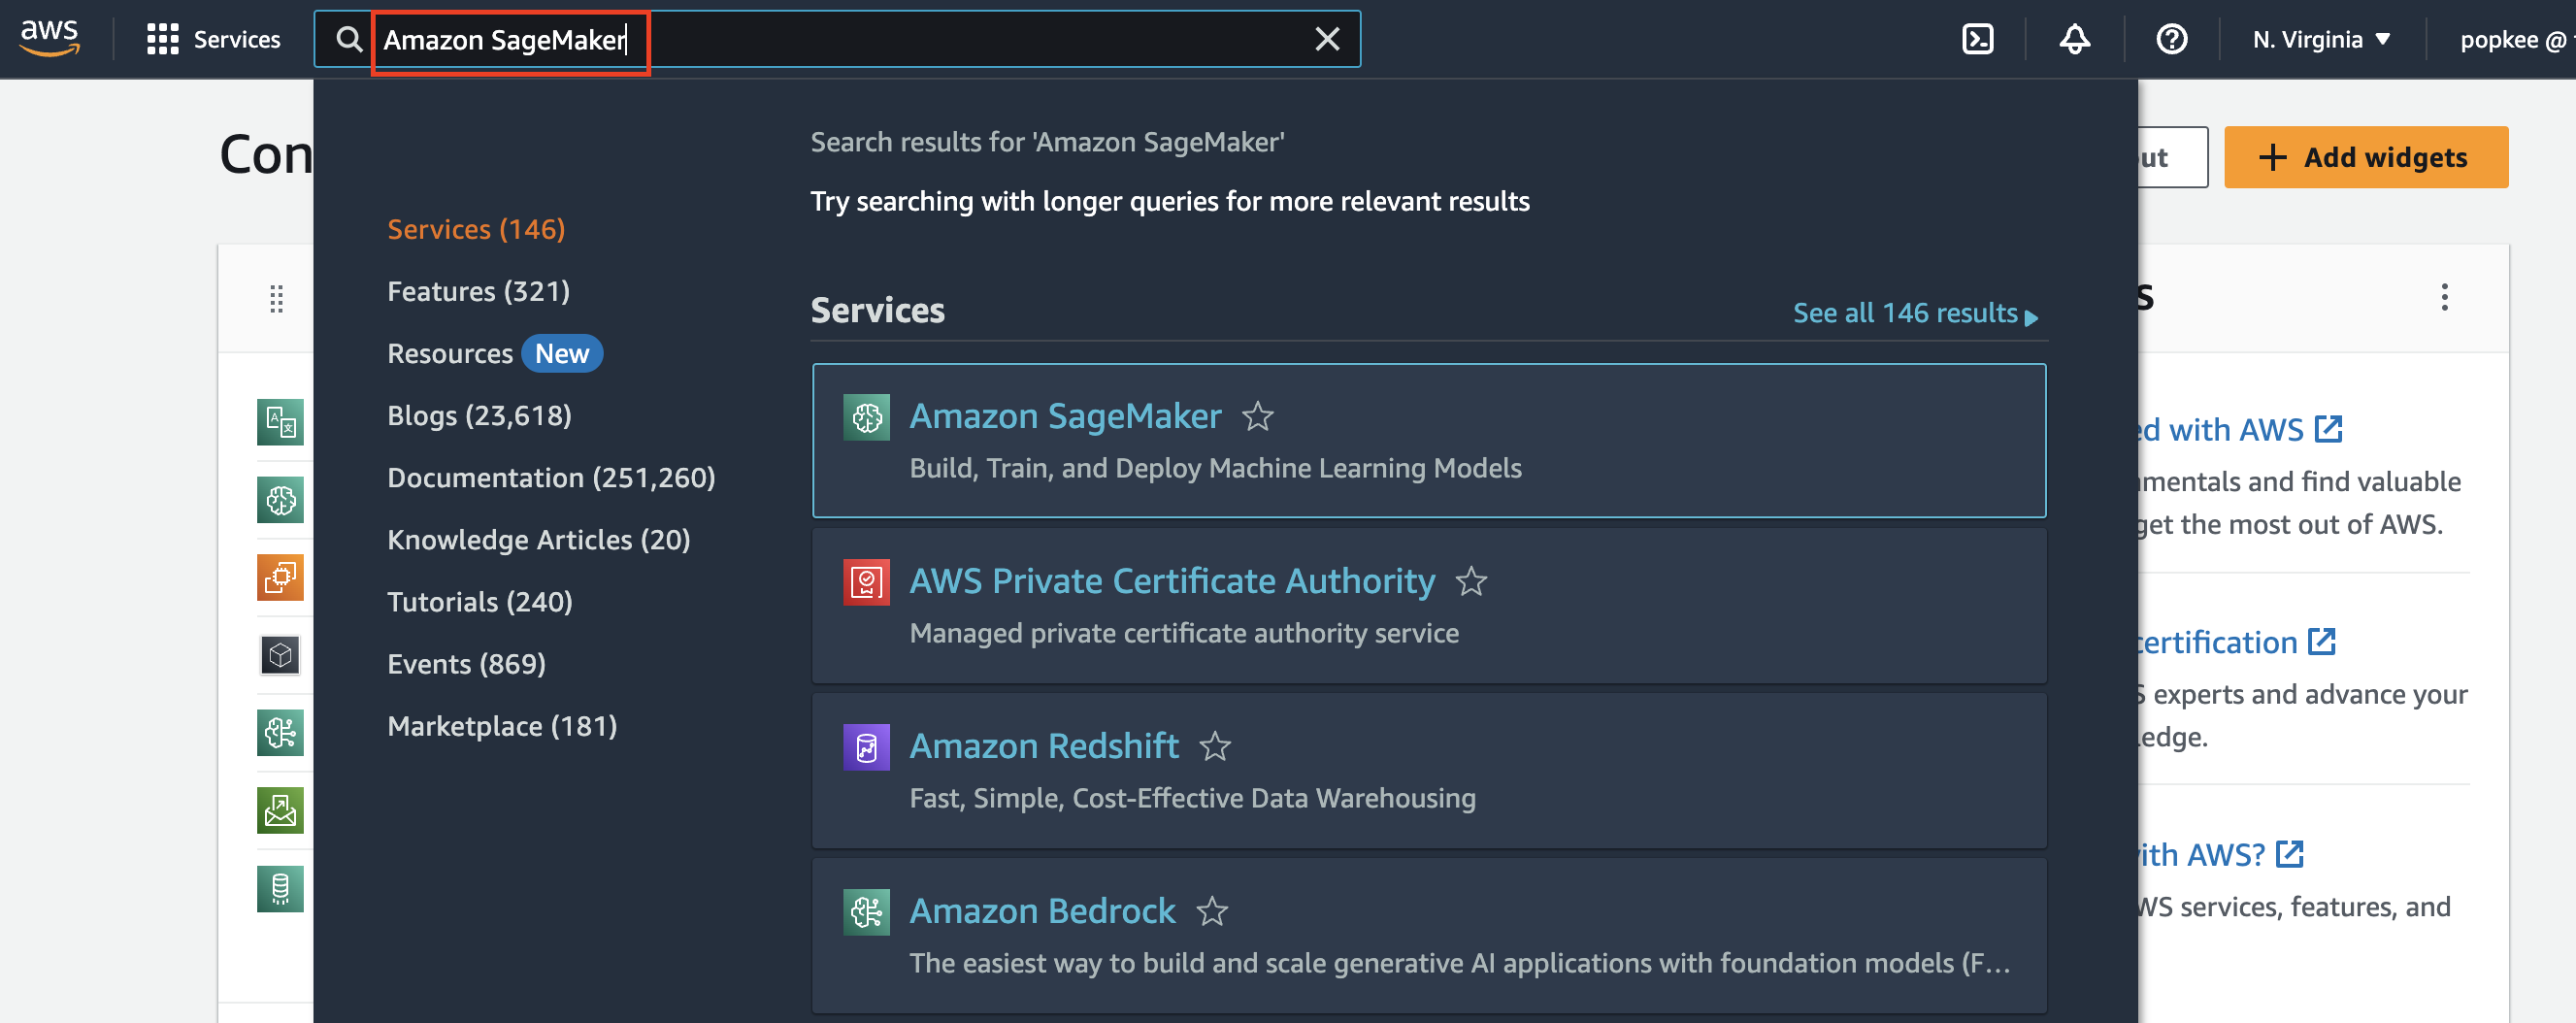 aws
Services
Amazon SageMaker
N. Virginia
popkee @
Con
Search results for 'Amazon SageMaker'
Try searching with longer queries for more relevant results
Services (146)
Features (321)
Resources New
Blogs (23,618)
Documentation (251,260)
Knowledge Articles (20)
Tutorials (240)
Events (869)
Marketplace (181)
Services
See all 146 results
Amazon SageMaker
Build, Train, and Deploy Machine Learning Models
AWS Private Certificate Authority
Managed private certificate authority service
Amazon Redshift
Fast, Simple, Cost-Effective Data Warehousing
Amazon Bedrock
The easiest way to build and scale generative AI applications with foundation models (F...
ut
+ Add widgets
s
ed with AWS
mentals and find valuable
get the most out of AWS.
certification
S experts and advance your
ledge.
ith AWS?
WS services, features, and